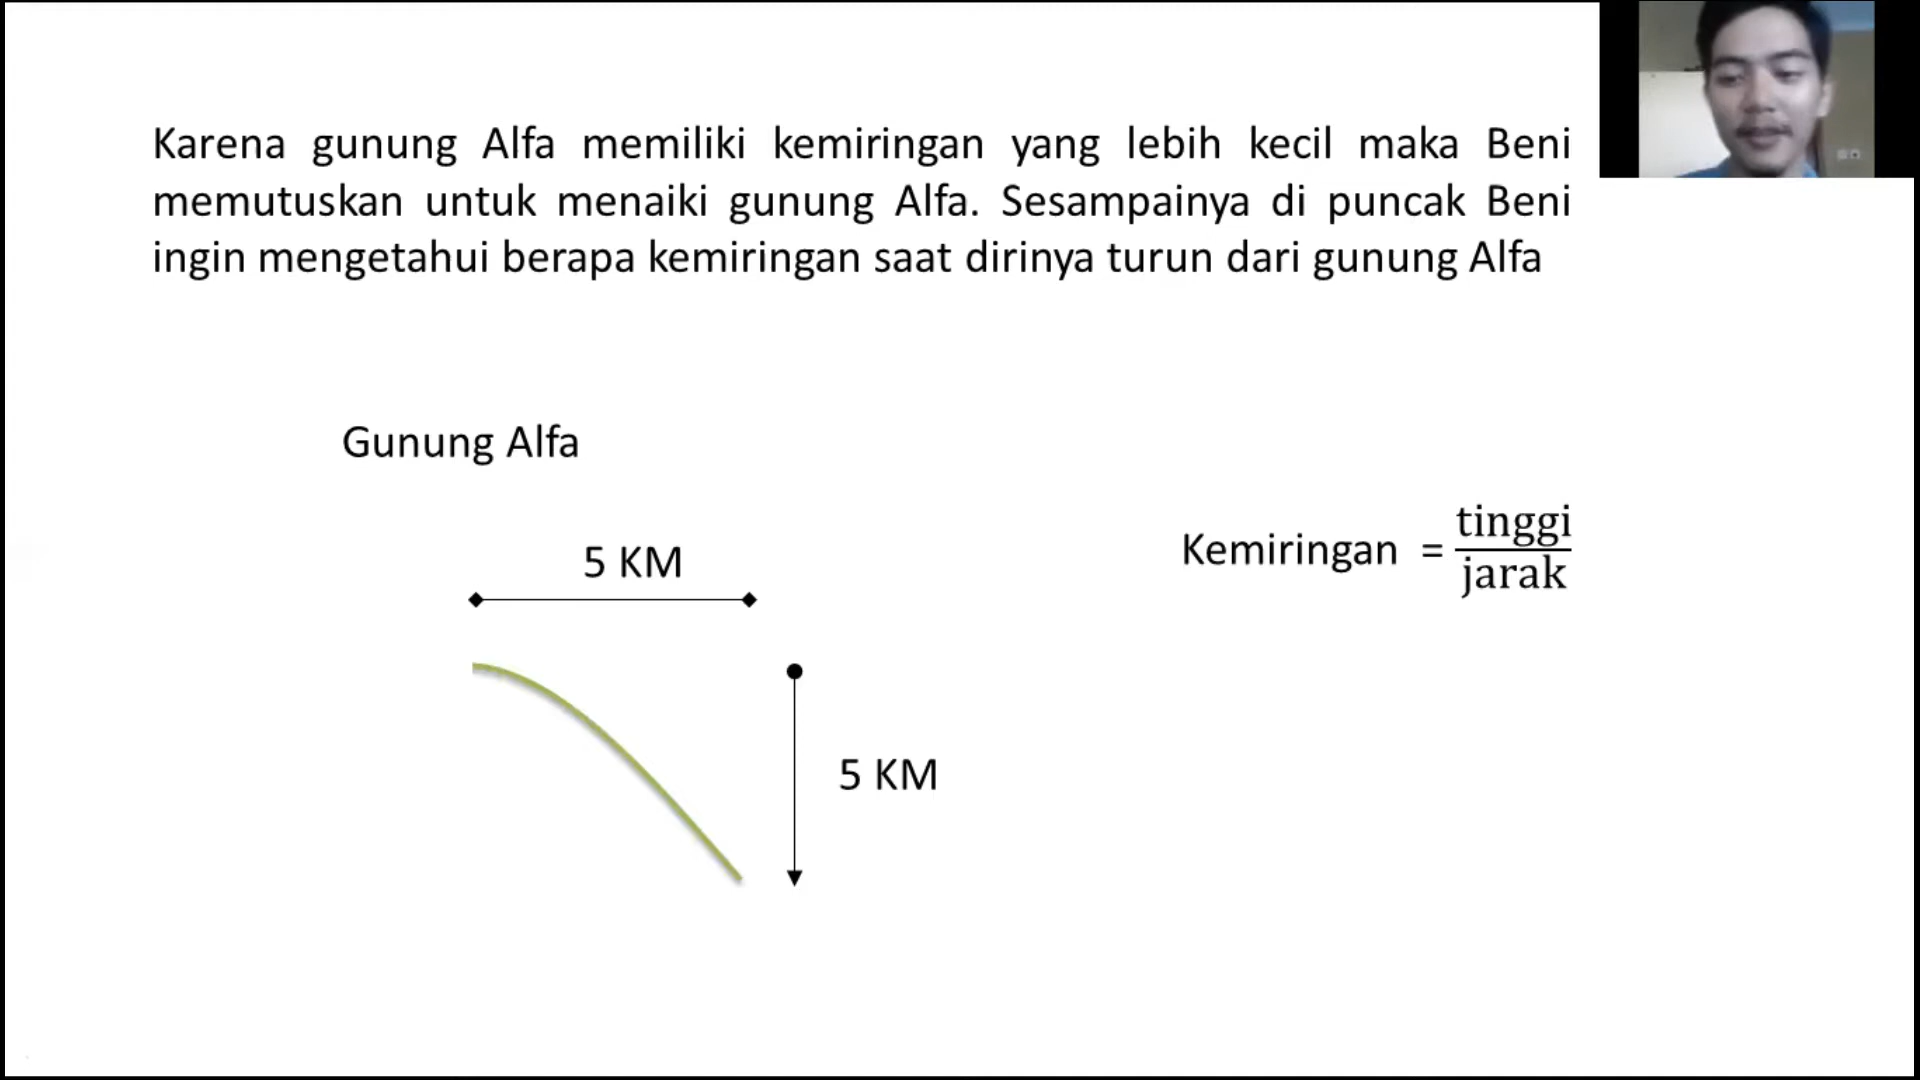 Karena gunung Alfa memiliki kemiringan yang lebih kecil maka Beni
memutuskan untuk menaiki gunung Alfa. Sesampainya di puncak Beni
ingin mengetahui berapa kemiringan saat dirinya turun dari gunung Alfa
Gunung Alfa
5 KM
Kemiringan = tinggi
jarak
5 KM